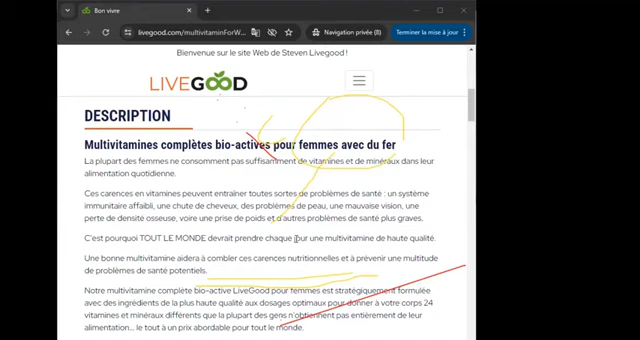 Bon vivre
livegood.com/multivitaminForW...
Navigation privée (8)
Terminer la mise à jour
Bienvenue sur le site Web de Steven Livegood !
LIVEGOOD
DESCRIPTION
Multivitamines complètes bio-actives pour femmes avec du fer
La plupart des femmes ne consomment pas suffisamment de vitamines et de minéraux dans leur
alimentation quotidienne.
Ces carences en vitamines peuvent entraîner toutes sortes de problèmes de santé : un système
immunitaire affaibli, une chute de cheveux, des problèmes de peau, une mauvaise vision, une
perte de densité osseuse, voire une prise de poids et d'autres problèmes de santé plus graves.
C'est pourquoi TOUT LE MONDE devrait prendre chaque jour une multivitamine de haute qualité.
Une bonne multivitamine aidera à combler ces carences nutritionnelles et à prévenir une multitude
de problèmes de santé potentiels.
Notre multivitamine complète bio-active LiveGood pour femmes est stratégiquement formulée
avec des ingrédients de la plus haute qualité aux dosages optimaux pour donner à votre corps 24
vitamines et minéraux différents que la plupart des gens n'obtiennent pas entièrement de leur
alimentation... le tout à un prix abordable pour tout le monde.